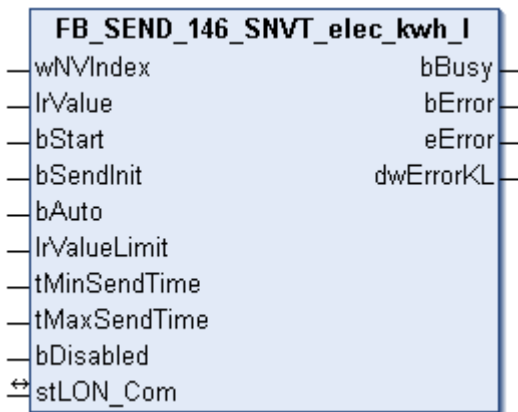 FB_SEND_146_SNVT_elec_kwh_l
wNVIndex bBusy
lrValue bError
bStart eError
bSendInit dwErrorKL
bAuto
lrValueLimit
tMinSendTime
tMaxSendTime
bDisabled
stLON_Com